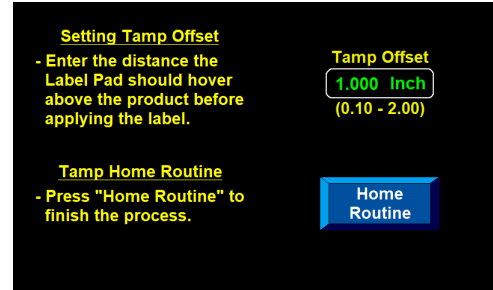 Setting Tamp Offset
- Enter the distance the
Label Pad should hover
above the product before
applying the label.
Tamp Offset
1.000 Inch
(0.10 - 2.00)
Tamp Home Routine
- Press "Home Routine" to
finish the process.
Home
Routine